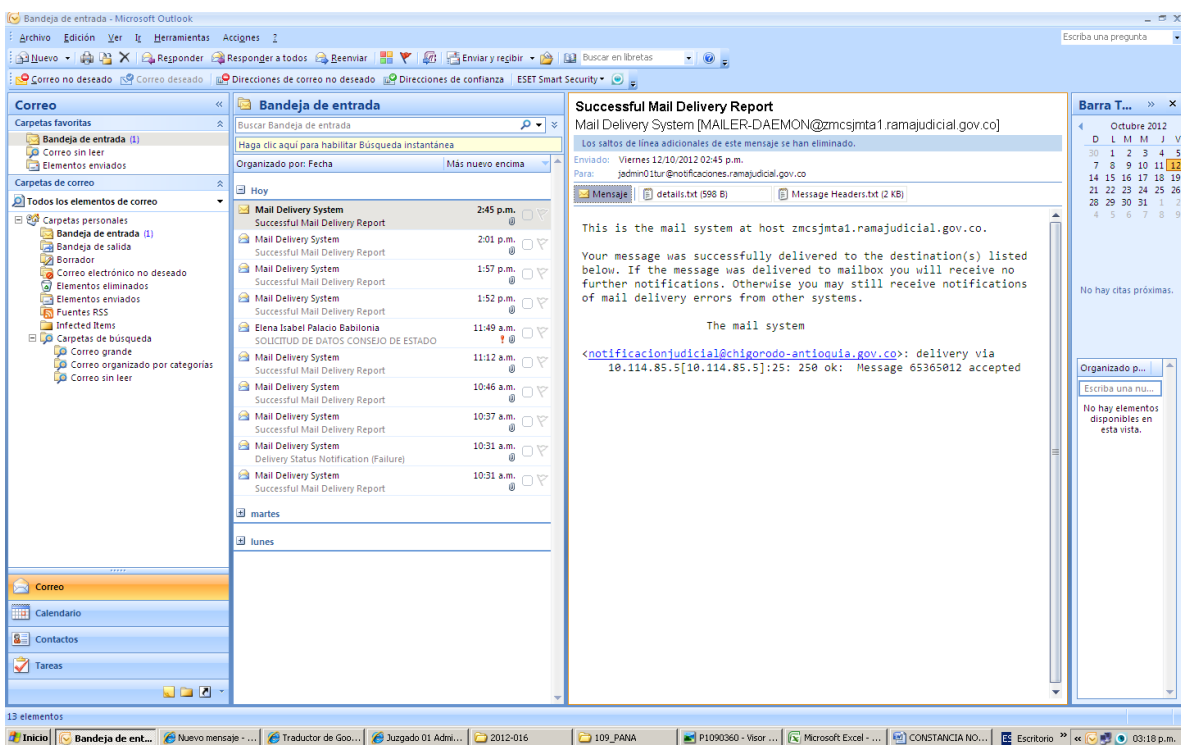 Bandeja de entrada - Microsoft Outlook
Archivo Edición Ver Ir Herramientas Acciones ?
Escriba una pregunta
Nuevo Responder Responder a todos Reenviar Enviar y recibir Buscar en libretas
Correo no deseado Correo deseado Direcciones de correo no deseado Direcciones de confianza ESET Smart Security
Correo
Carpetas favoritas
Bandeja de entrada (1)
Correo sin leer
Elementos enviados
Carpetas de correo
Todos los elementos de correo
Carpetas personales
Bandeja de entrada (1)
Bandeja de salida
Borrador
Correo electrónico no deseado
Elementos eliminados
Elementos enviados
Fuentes RSS
Infected Items
Carpetas de búsqueda
Correo grande
Correo organizado por categorías
Correo sin leer
Correo
Calendario
Contactos
Tareas
Bandeja de entrada
Buscar Bandeja de entrada
Haga clic aquí para habilitar Búsqueda instantánea
Organizado por: Fecha Más nuevo encima
Hoy
Mail Delivery System 2:45 p.m.
Successful Mail Delivery Report
Mail Delivery System 2:01 p.m.
Successful Mail Delivery Report
Mail Delivery System 1:57 p.m.
Successful Mail Delivery Report
Mail Delivery System 1:52 p.m.
Successful Mail Delivery Report
Elena Isabel Palacio Babilonia 11:49 a.m.
SOLICITUD DE DATOS CONSEJO DE ESTADO
Mail Delivery System 11:12 a.m.
Successful Mail Delivery Report
Mail Delivery System 10:46 a.m.
Successful Mail Delivery Report
Mail Delivery System 10:37 a.m.
Successful Mail Delivery Report
Mail Delivery System 10:31 a.m.
Delivery Status Notification (Failure)
Mail Delivery System 10:31 a.m.
Successful Mail Delivery Report
martes
lunes
Successful Mail Delivery Report
Mail Delivery System [MAILER-DAEMON@zmcsjmta1.ramajudicial.gov.co]
Los saltos de línea adicionales de este mensaje se han eliminado.
Enviado: Viernes 12/10/2012 02:45 p.m.
Para: jadmin01tur@notificaciones.ramajudicial.gov.co
Mensaje details.txt (598 B) Message Headers.txt (2 KB)
This is the mail system at host zmcsjmta1.ramajudicial.gov.co.
Your message was successfully delivered to the destination(s) listed
below. If the message was delivered to mailbox you will receive no
further notifications. Otherwise you may still receive notifications
of mail delivery errors from other systems.
The mail system
<notificacionjudicial@chigorodo-antioquia.gov.co>: delivery via
10.114.85.5[10.114.85.5]:25: 250 ok: Message 65365012 accepted
Barra T...
Octubre 2012
D L M M J V
30 1 2 3 4 5
7 8 9 10 11 12
14 15 16 17 18 19
21 22 23 24 25 26
28 29 30 31 1 2
4 5 6 7 8 9
No hay citas próximas.
Organizado p...
Escriba una nu...
No hay elementos
disponibles en
esta vista.
13 elementos
Inicio Bandeja de ent... Nuevo mensaje - ... Traductor de Goo... Juzgado 01 Admi... 2012-016 109_PANA P1090360 - Visor ... Microsoft Excel - ... CONSTANCIA NO... ES Escritorio 03:18 p.m.